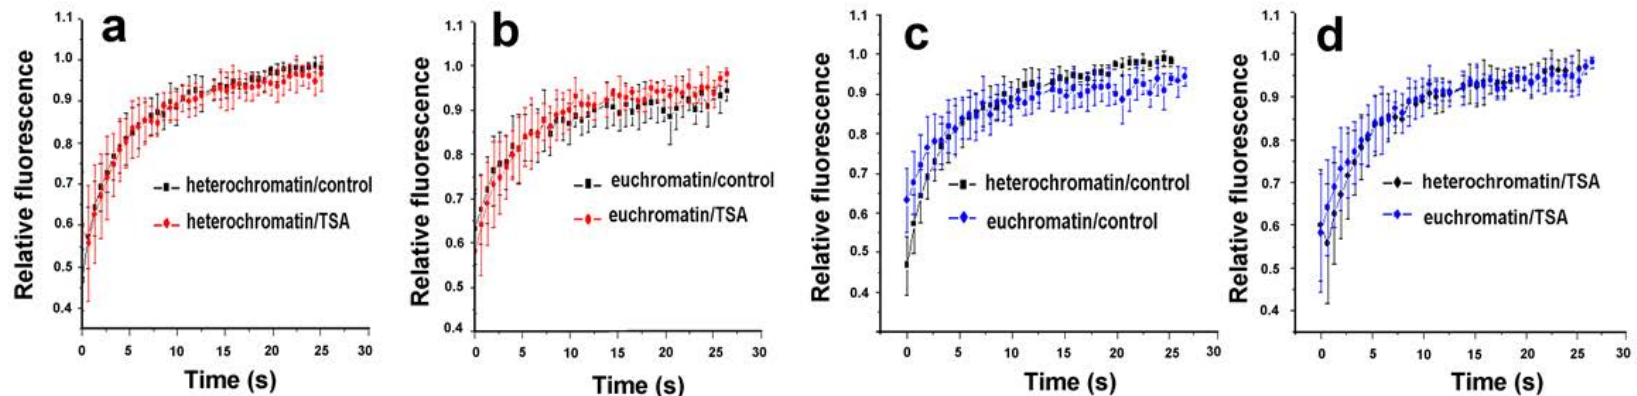 a
1.1
1.0
0.9
0.8
0.7
0.6
0.5
0.4
Relative fluorescence
heterochromatin/control
heterochromatin/TSA
0 5 10 15 20 25 30
Time (s)
b
1.1
1.0
0.9
0.8
0.7
0.6
0.5
0.4
Relative fluorescence
euchromatin/control
euchromatin/TSA
0 5 10 15 20 25 30
Time (s)
c
1.1
1.0
0.9
0.8
0.7
0.6
0.5
0.4
Relative fluorescence
heterochromatin/control
euchromatin/control
0 5 10 15 20 25 30
Time (s)
d
1.1
1.0
0.9
0.8
0.7
0.6
0.5
0.4
Relative fluorescence
heterochromatin/TSA
euchromatin/TSA
0 5 10 15 20 25 30
Time (s)